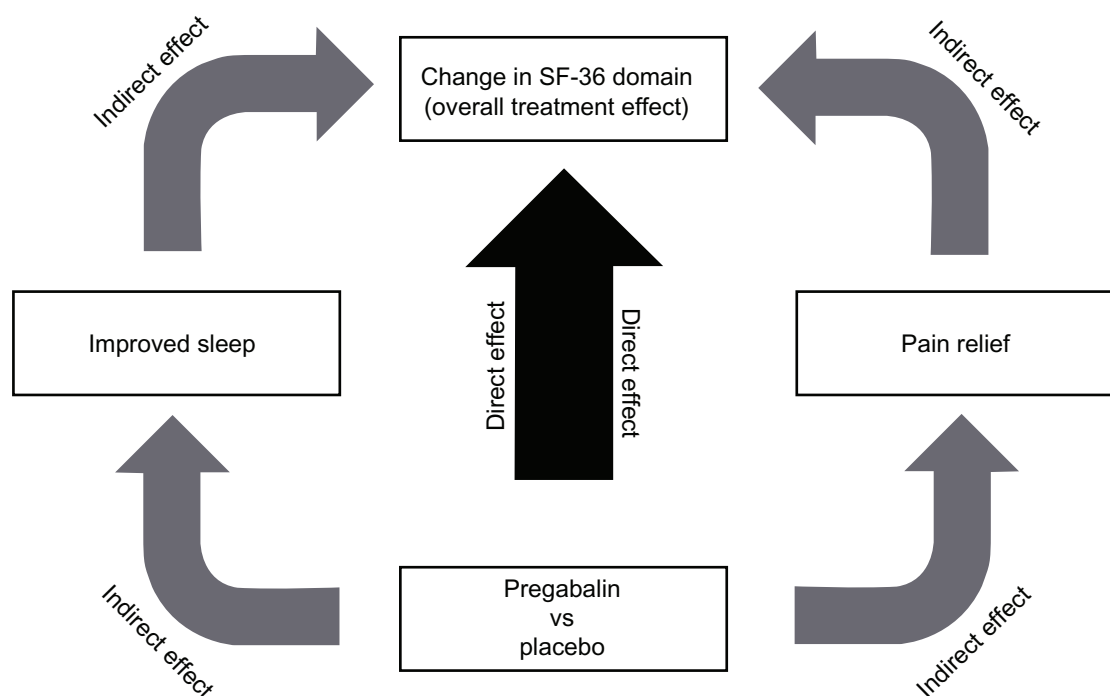 Indirect effect
Change in SF-36 domain
(overall treatment effect)
Indirect effect
Improved sleep
Direct effect
Direct effect
Pain relief
Indirect effect
Pregabalin
vs
placebo
Indirect effect